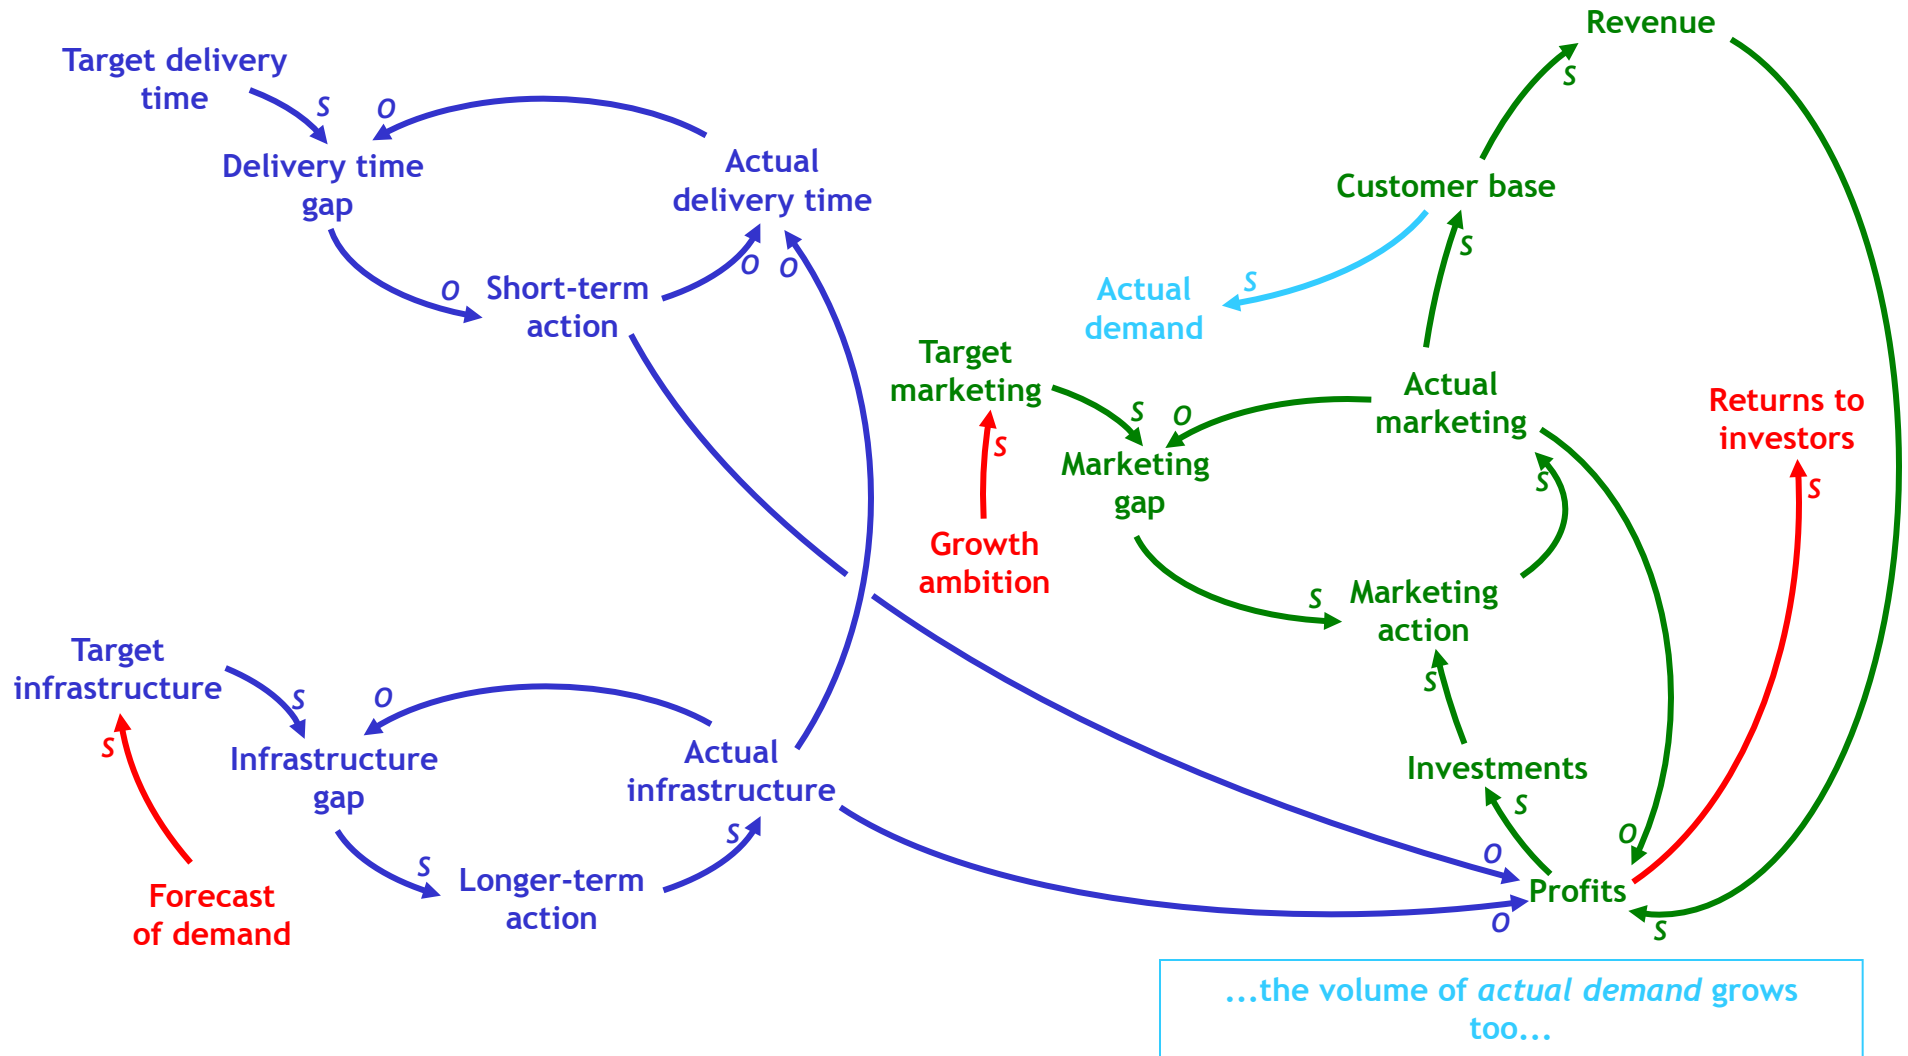 Revenue
Target delivery
time
S
O
S
Delivery time
gap
Actual
delivery time
Customer base
S
O
O
O
Short-term
action
Actual
demand
S
Target
marketing
S
O
Actual
marketing
Returns to
investors
S
Marketing
gap
S
S
Growth
ambition
S
Marketing
action
Target
infrastructure
S
O
S
S
Infrastructure
gap
Actual
infrastructure
Investments
S
S
S
O
O
Longer-term
action
Profits
Forecast
of demand
O
S
...the volume of actual demand grows
too...